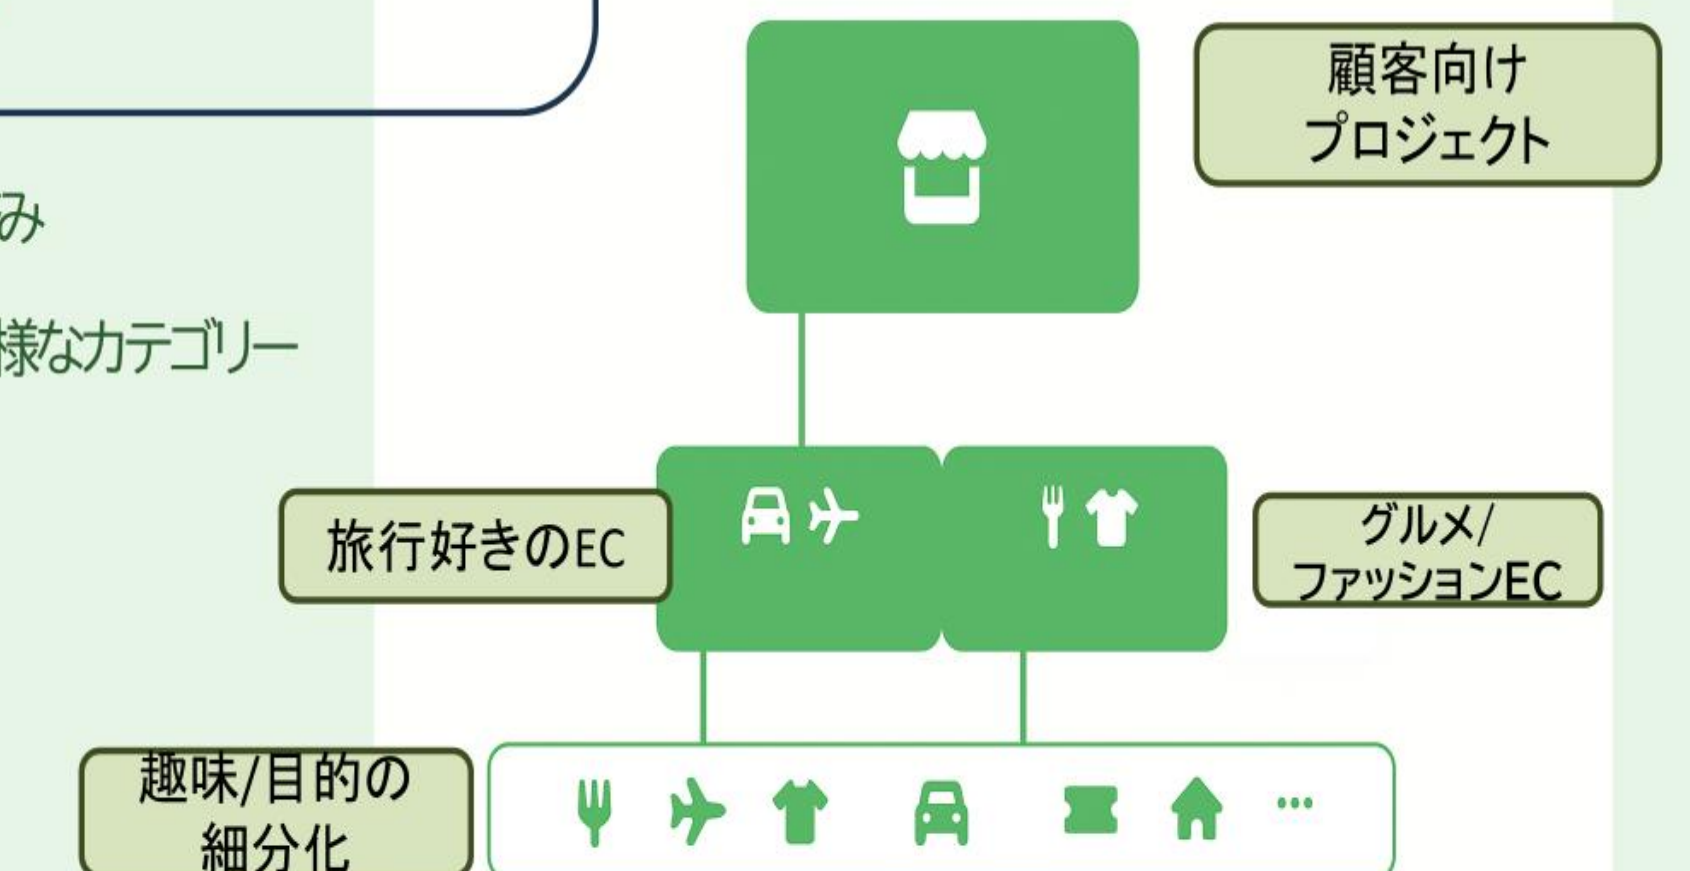 顧客向け
プロジェクト
み
様なカテゴリー
旅行好きのEC
グルメ/
ファッションEC
趣味/目的の
細分化
...